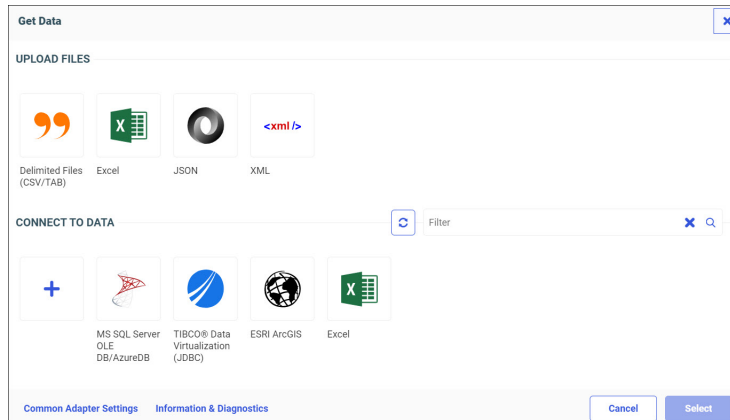 Get Data
UPLOAD FILES
<xml />
Delimited Files
(CSV/TAB)
Excel
JSON
XML
CONNECT TO DATA
Filter
MS SQL Server
OLE
DB/AzureDB
TIBCO® Data
Virtualization
(JDBC)
ESRI ArcGIS
Excel
Common Adapter Settings
Information & Diagnostics
Cancel
Select